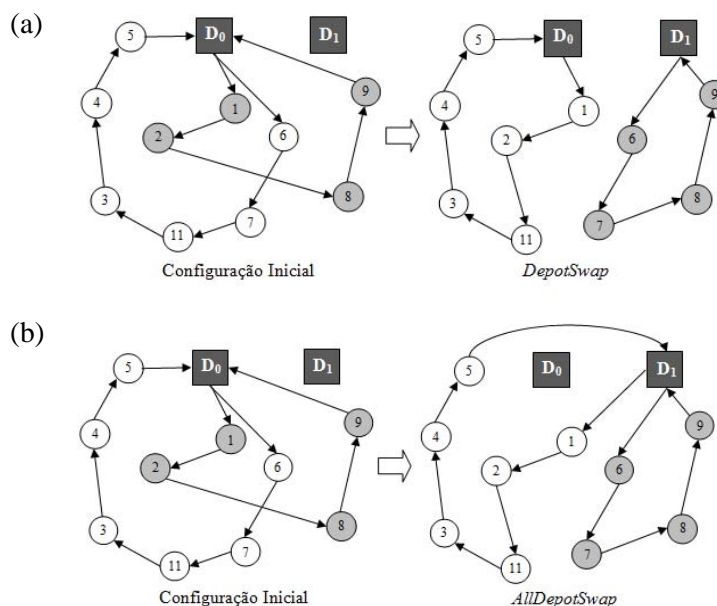 (a)
5 D₀ D₁
4 1 9
2 6
3 8
11 7
Configuração Inicial
5 D₀ D₁
4 1 9
2 6
3 8
11 7
DepotSwap
(b)
5 D₀ D₁
4 1 9
2 6
3 8
11 7
Configuração Inicial
5 D₀ D₁
4 1 9
2 6
3 8
11 7
AllDepotSwap